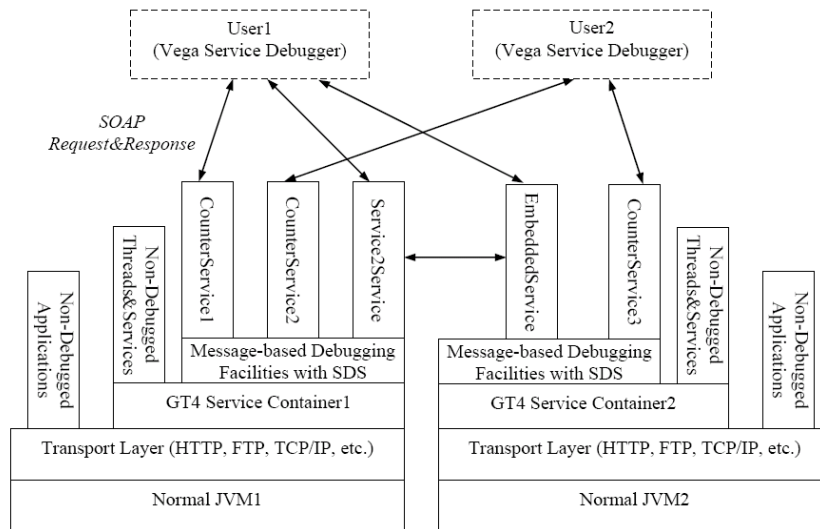 User1
(Vega Service Debugger)
User2
(Vega Service Debugger)
SOAP
Request&Response
CounterService1
CounterService2
Service2Service
EmbeddedService
CounterService3
Non-Debugged
Threads&Services
Non-Debugged
Applications
Non-Debugged
Threads&Services
Non-Debugged
Applications
Message-based Debugging
Facilities with SDS
Message-based Debugging
Facilities with SDS
GT4 Service Container1
GT4 Service Container2
Transport Layer (HTTP, FTP, TCP/IP, etc.)
Transport Layer (HTTP, FTP, TCP/IP, etc.)
Normal JVM1
Normal JVM2